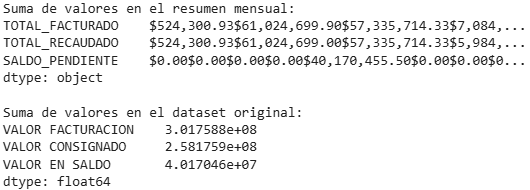 Suma de valores en el resumen mensual:
TOTAL_FACTURADO    $524,300.93$61,024,699.90$57,335,714.33$7,084,...
TOTAL_RECAUDADO    $524,300.93$61,024,699.00$57,335,714.33$5,984,...
SALDO_PENDIENTE    $0.00$0.00$0.00$0.00$40,170,455.50$0.00$0.00$0...
dtype: object

Suma de valores en el dataset original:
VALOR FACTURACION    3.017588e+08
VALOR CONSIGNADO     2.581759e+08
VALOR EN SALDO       4.017046e+07
dtype: float64